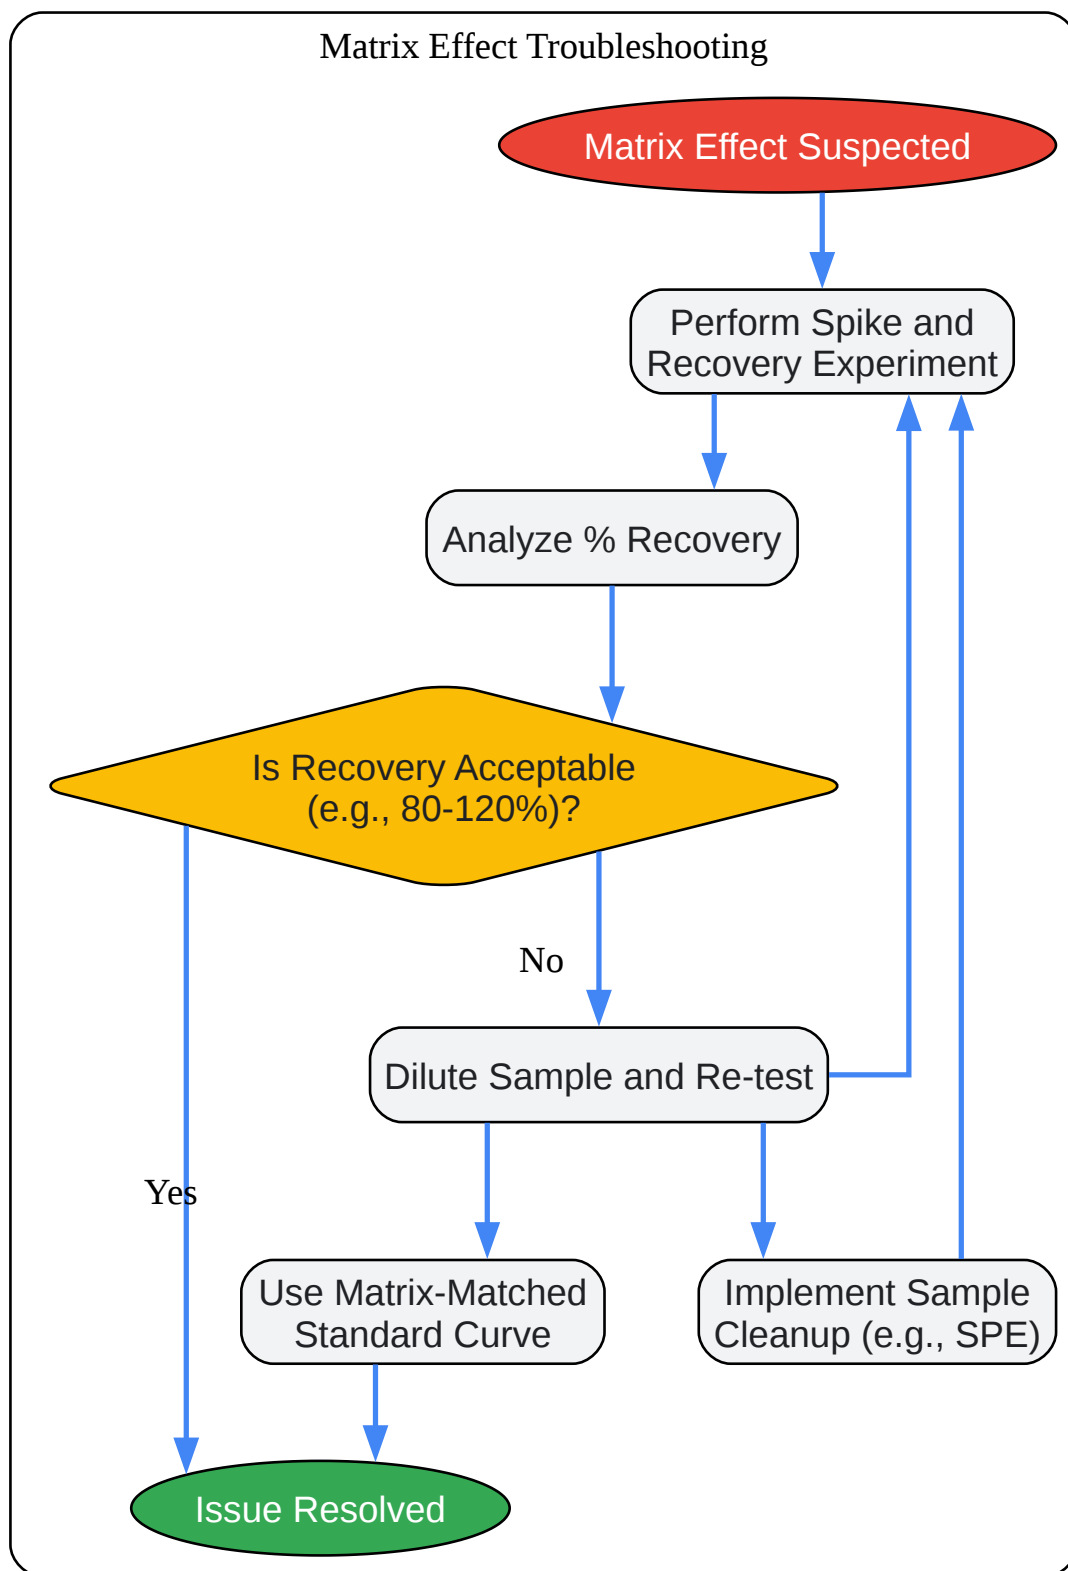 Matrix Effect Troubleshooting
Matrix Effect Suspected
Perform Spike and
Recovery Experiment
Analyze % Recovery
Is Recovery Acceptable
(e.g., 80-120%)?
No
Dilute Sample and Re-test
Yes
Use Matrix-Matched
Standard Curve
Implement Sample
Cleanup (e.g., SPE)
Issue Resolved